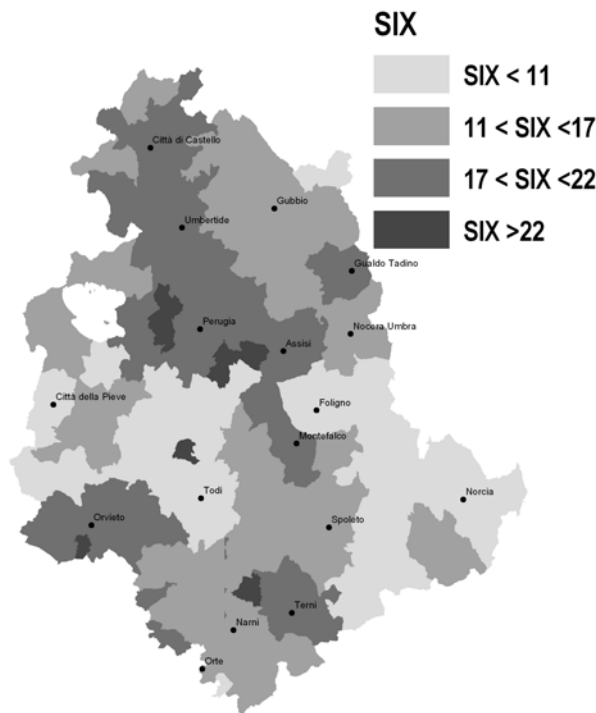 SIX
SIX < 11
11 < SIX <17
17 < SIX <22
SIX >22
Città di Castello
Gubbio
Umbertide
Gualdo Tadino
Perugia
Nocera Umbra
Assisi
Città della Pieve
Foligno
Montefalco
Todi
Norcia
Orvieto
Spoleto
Terni
Narni
Orte